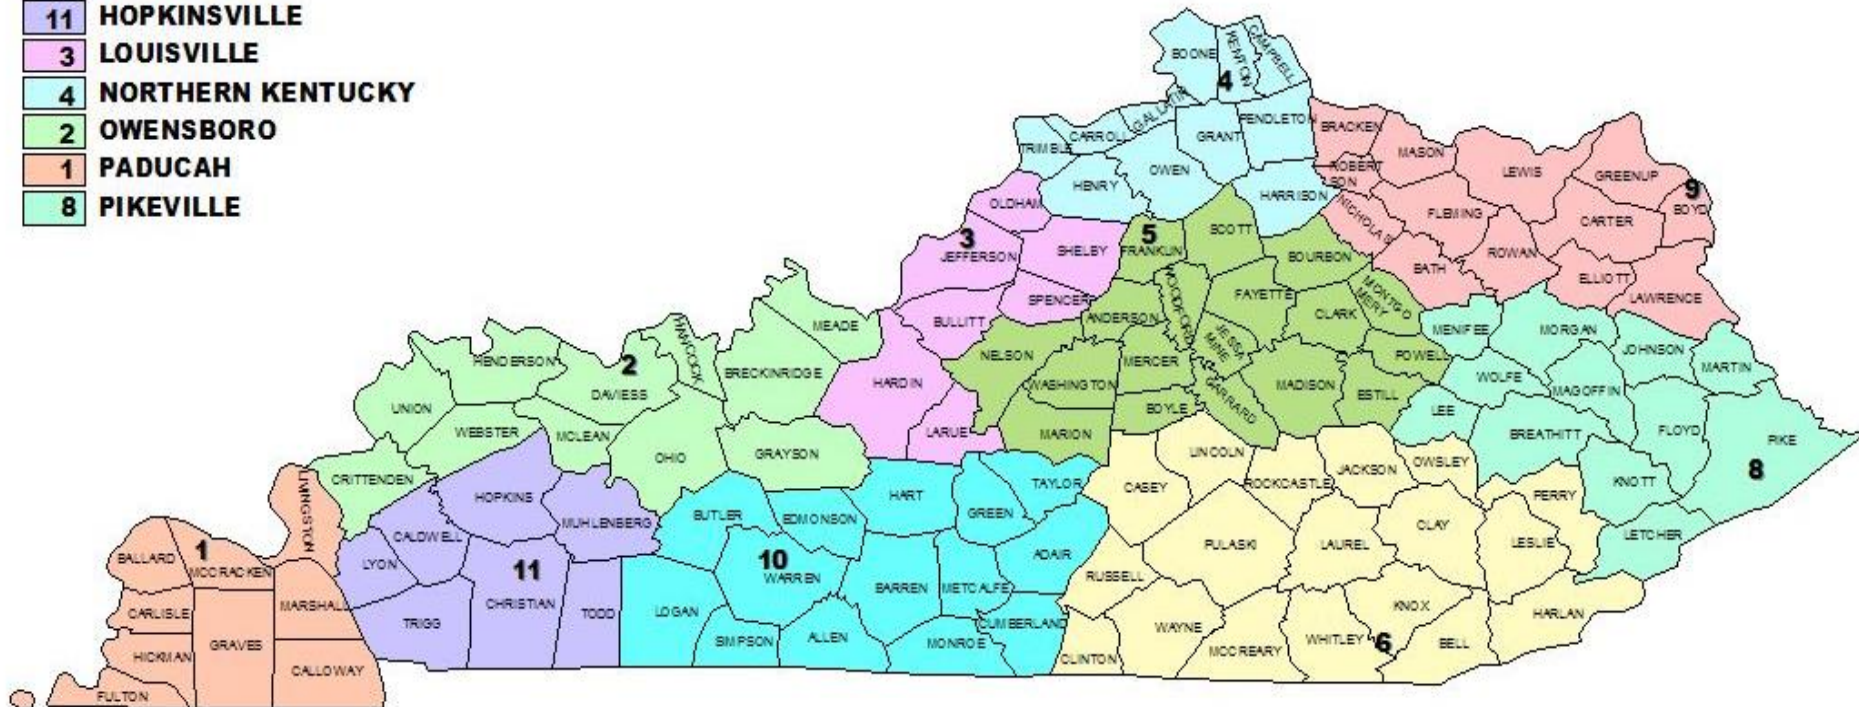 11 HOPKINSVILLE
3 LOUISVILLE
4 NORTHERN KENTUCKY
2 OWENSBORO
1 PADUCAH
8 PIKEVILLE
BOONE
KENTON
CAMPBELL
4
GALLATIN
CARROLL
TRIMBLE
GRANT
PENDLETON
OWEN
HENRY
HARRISON
BRACKEN
MASON
ROBERT
SON
LEWIS
GREENUP
9
BOYD
NICHOLAS
FLEMING
CARTER
ROWAN
BATH
ELLIOTT
LAWRENCE
OLDHAM
3
JEFFERSON
SHELBY
SPENCER
BULLITT
HARDIN
LARUE
5
FRANKLIN
SCOTT
BOURBON
WOODFORD
FAYETTE
MONTGO
MERY
ANDERSON
CLARK
JESSA
MINE
NELSON
MERCER
POWELL
WASHINGTON
GARRARD
MADISON
ESTILL
BOYLE
MARION
MENIFEE
MORGAN
JOHNSON
MARTIN
WOLFE
MAGOFFIN
LEE
BREATHITT
FLOYD
PIKE
8
KNOTT
LETCHER
MEADE
HANCOCK
HENDERSON
2
DAVIESS
BRECKINRIDGE
UNION
WEBSTER
MCLEAN
OHIO
GRAYSON
CRITTENDEN
HOPKINS
MUHLENBERG
CALDWELL
LYON
11
CHRISTIAN
TODD
TRIGG
LIVINGSTON
BALLARD
1
MCCRACKEN
CARLISLE
MARSHALL
GRAVES
HICKMAN
CALLOWAY
FULTON
BUTLER
EDMONSON
HART
GREEN
TAYLOR
ADAIR
10
WARREN
BARREN
METCALFE
LOGAN
SIMPSON
ALLEN
MONROE
CUMBERLAND
CASEY
LINCOLN
ROCKCASTLE
JACKSON
OWSLEY
PERRY
CLAY
LESLIE
PULASKI
LAUREL
RUSSELL
KNOX
HARLAN
WAYNE
WHITLEY
6
BELL
CLINTON
MCCREARY